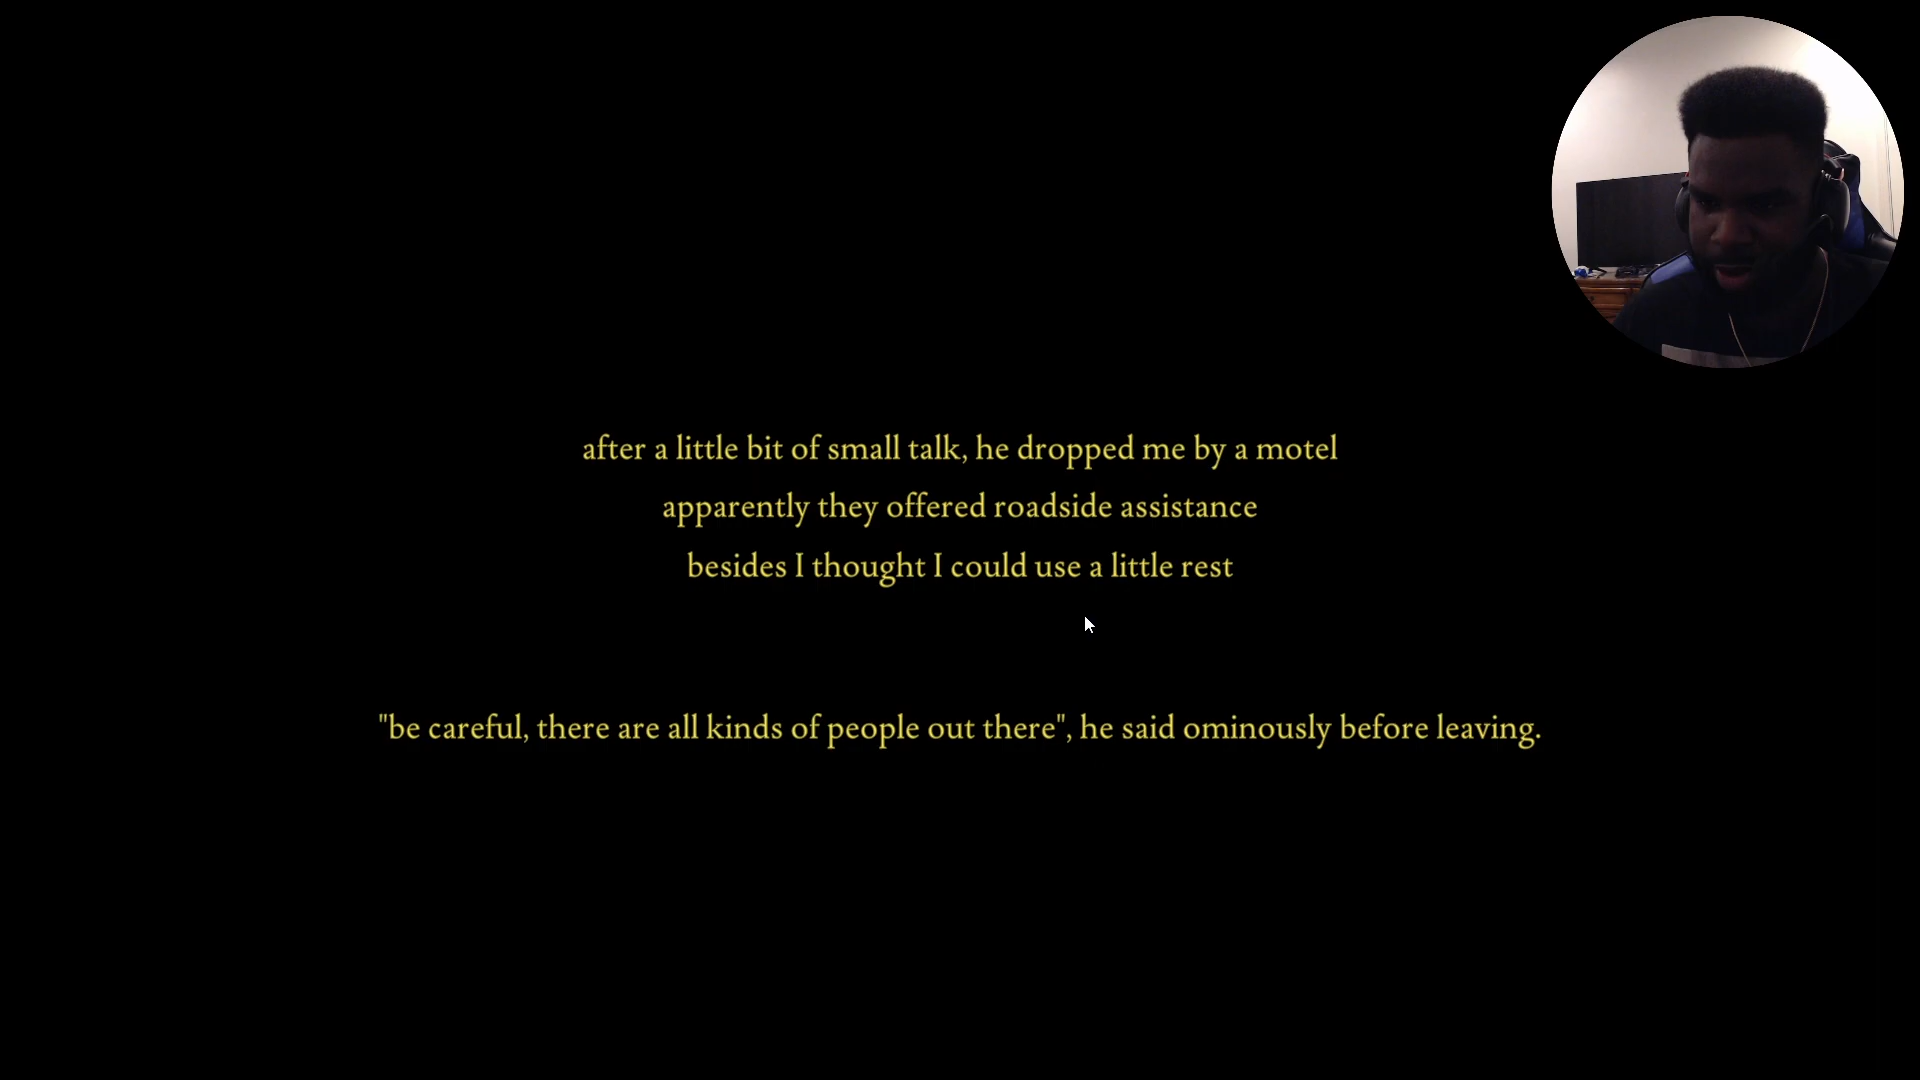 after a little bit of small talk, he dropped me by a motel
apparently they offered roadside assistance
besides I thought I could use a little rest
"be careful, there are all kinds of people out there", he said ominously before leaving.